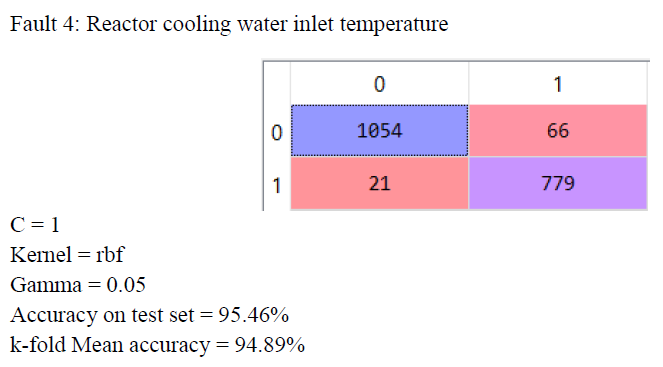 Fault 4: Reactor cooling water inlet temperature
0 1
0 1054 66
1 21 779
C = 1
Kernel = rbf
Gamma = 0.05
Accuracy on test set = 95.46%
k-fold Mean accuracy = 94.89%